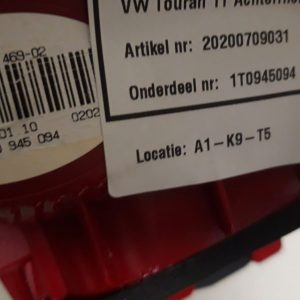 VW Touran 1T
Artikel nr: 20200709031
Onderdeel nr: 1T0945094
Locatie: A1-K9-T5
469-02
01 10
0202
945 094